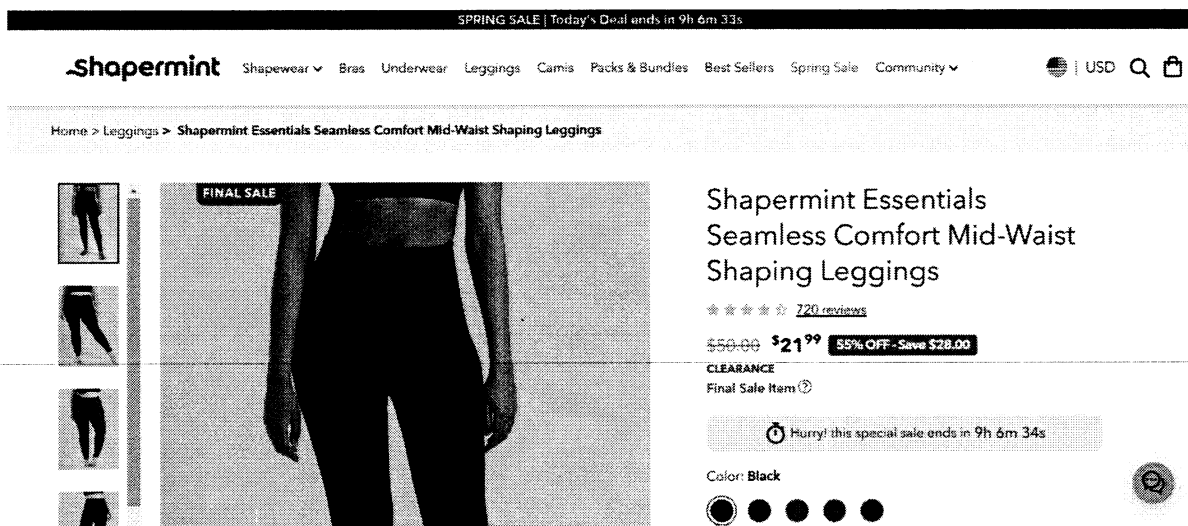 SPRING SALE | Today's Deal ends in 9h 6m 33s
Shapermint Shapewear Bras Underwear Leggings Camis Packs & Bundles Best Sellers Spring Sale Community | USD
Home > Leggings > Shapermint Essentials Seamless Comfort Mid-Waist Shaping Leggings
FINAL SALE
Shapermint Essentials
Seamless Comfort Mid-Waist
Shaping Leggings
720 reviews
$50.00 $21.99 55% OFF - Save $28.00
CLEARANCE
Final Sale Item ?
Hurry! this special sale ends in 9h 6m 34s
Color: Black